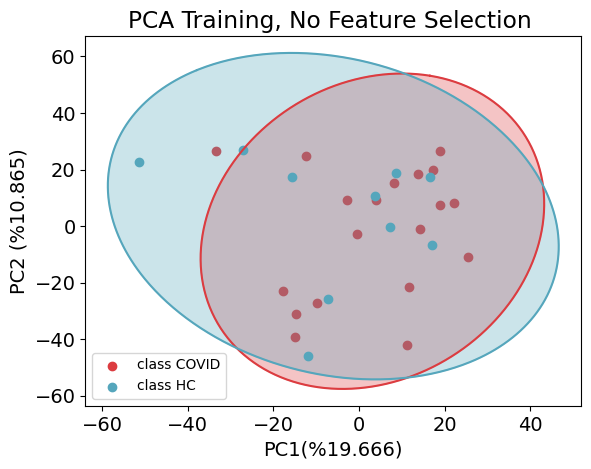 PCA Training, No Feature Selection
60
40
20
0
−20
−40
−60
PC2 (%10.865)
class COVID
class HC
−60 −40 −20 0 20 40
PC1(%19.666)